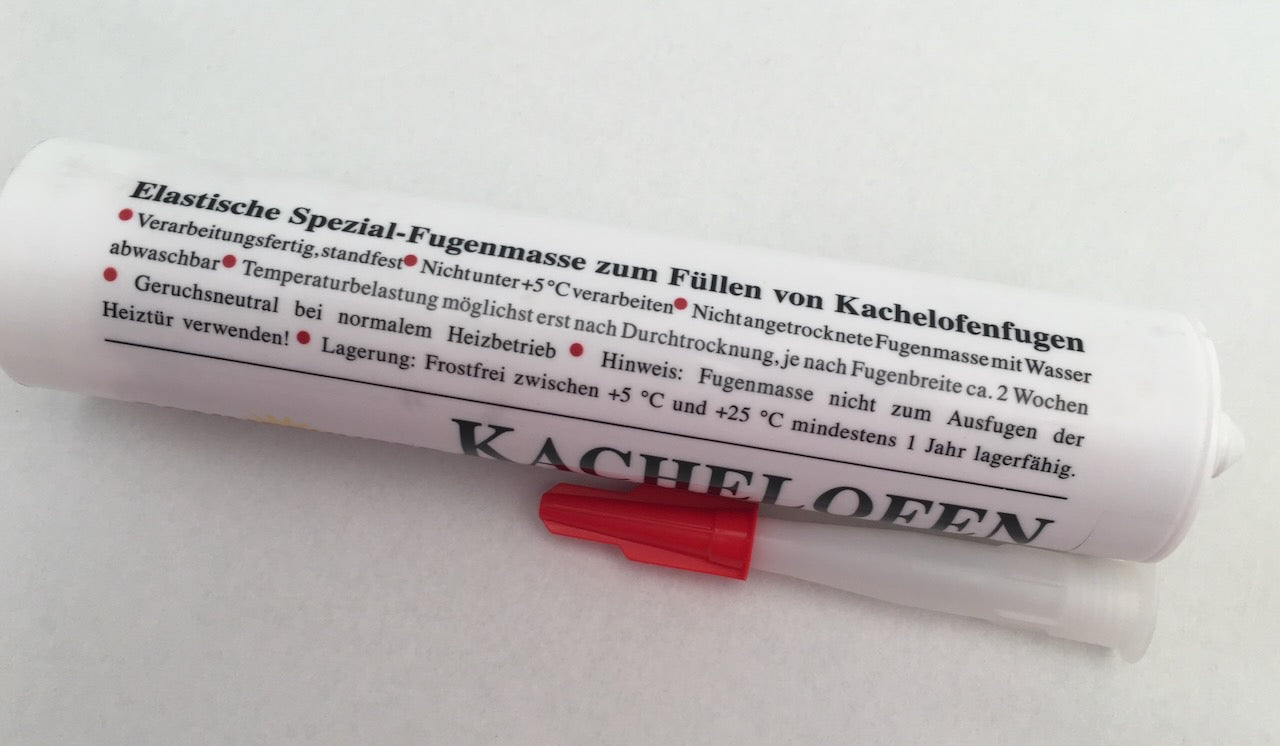 Elastische Spezial-Fugenmasse zum Füllen von Kachelofenfugen
● Verarbeitungsfertig, standfest ● Nicht unter +5 °C verarbeiten ● Nicht angetrocknete Fugenmasse mit Wasser
abwaschbar ● Temperaturbelastung möglichst erst nach Durchtrocknung, je nach Fugenbreite ca. 2 Wochen
● Geruchsneutral bei normalem Heizbetrieb ● Hinweis: Fugenmasse nicht zum Ausfugen der
Heiztür verwenden! ● Lagerung: Frostfrei zwischen +5 °C und +25 °C mindestens 1 Jahr lagerfähig.
KACHELOFEN